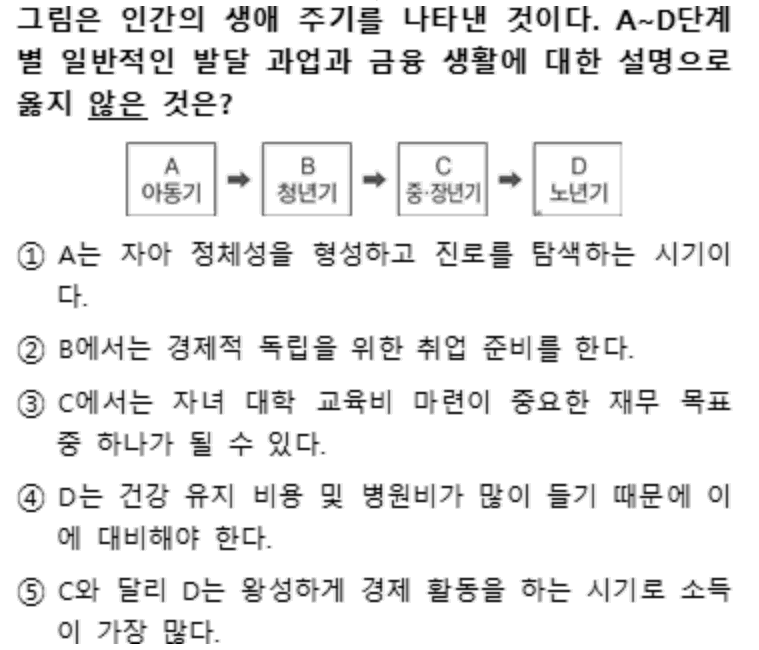 그림은 인간의 생애 주기를 나타낸 것이다. A~D단계
별 일반적인 발달 과업과 금융 생활에 대한 설명으로
옳지 않은 것은?
A
아동기
➡
B
청년기
➡
C
중·장년기
➡
D
노년기
① A는 자아 정체성을 형성하고 진로를 탐색하는 시기이
다.
② B에서는 경제적 독립을 위한 취업 준비를 한다.
③ C에서는 자녀 대학 교육비 마련이 중요한 재무 목표
중 하나가 될 수 있다.
④ D는 건강 유지 비용 및 병원비가 많이 들기 때문에 이
에 대비해야 한다.
⑤ C와 달리 D는 왕성하게 경제 활동을 하는 시기로 소득
이 가장 많다.